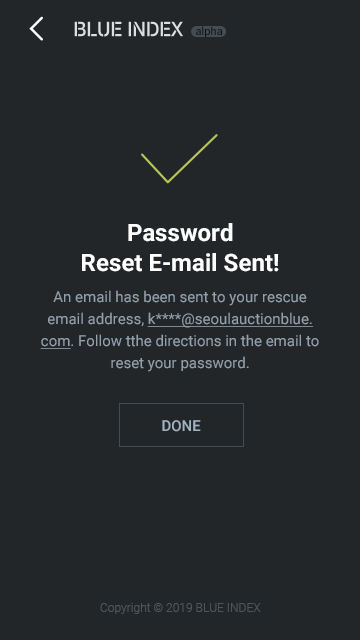 BLUE INDEX alpha
Password
Reset E-mail Sent!
An email has been sent to your rescue
email address, k****@seoulauctionblue.
com. Follow tthe directions in the email to
reset your password.
DONE
Copyright © 2019 BLUE INDEX